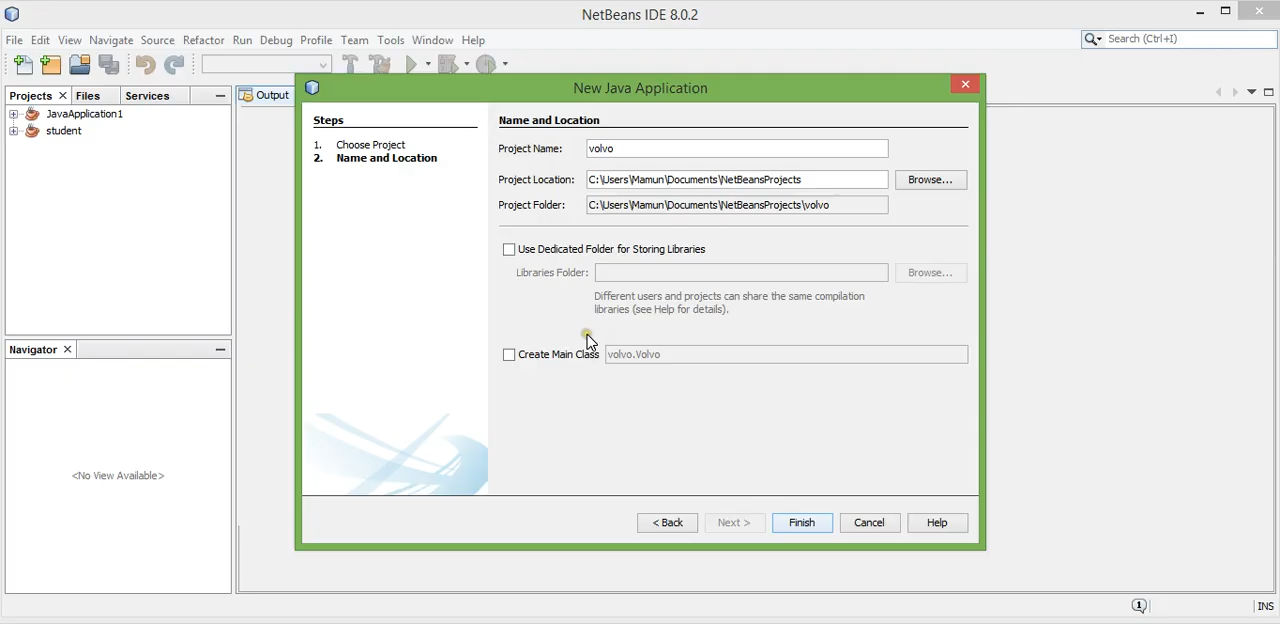 NetBeans IDE 8.0.2
File Edit View Navigate Source Refactor Run Debug Profile Team Tools Window Help
Search (Ctrl+I)
Projects Files Services
Output
JavaApplication1
student
New Java Application
Steps
1. Choose Project
2. Name and Location
Name and Location
Project Name: volvo
Project Location: C:\Users\Mamun\Documents\NetBeansProjects Browse...
Project Folder: C:\Users\Mamun\Documents\NetBeansProjects\volvo
Use Dedicated Folder for Storing Libraries
Libraries Folder: Browse...
Different users and projects can share the same compilation
libraries (see Help for details).
Create Main Class volvo.Volvo
Navigator
<No View Available>
< Back Next > Finish Cancel Help
1 INS